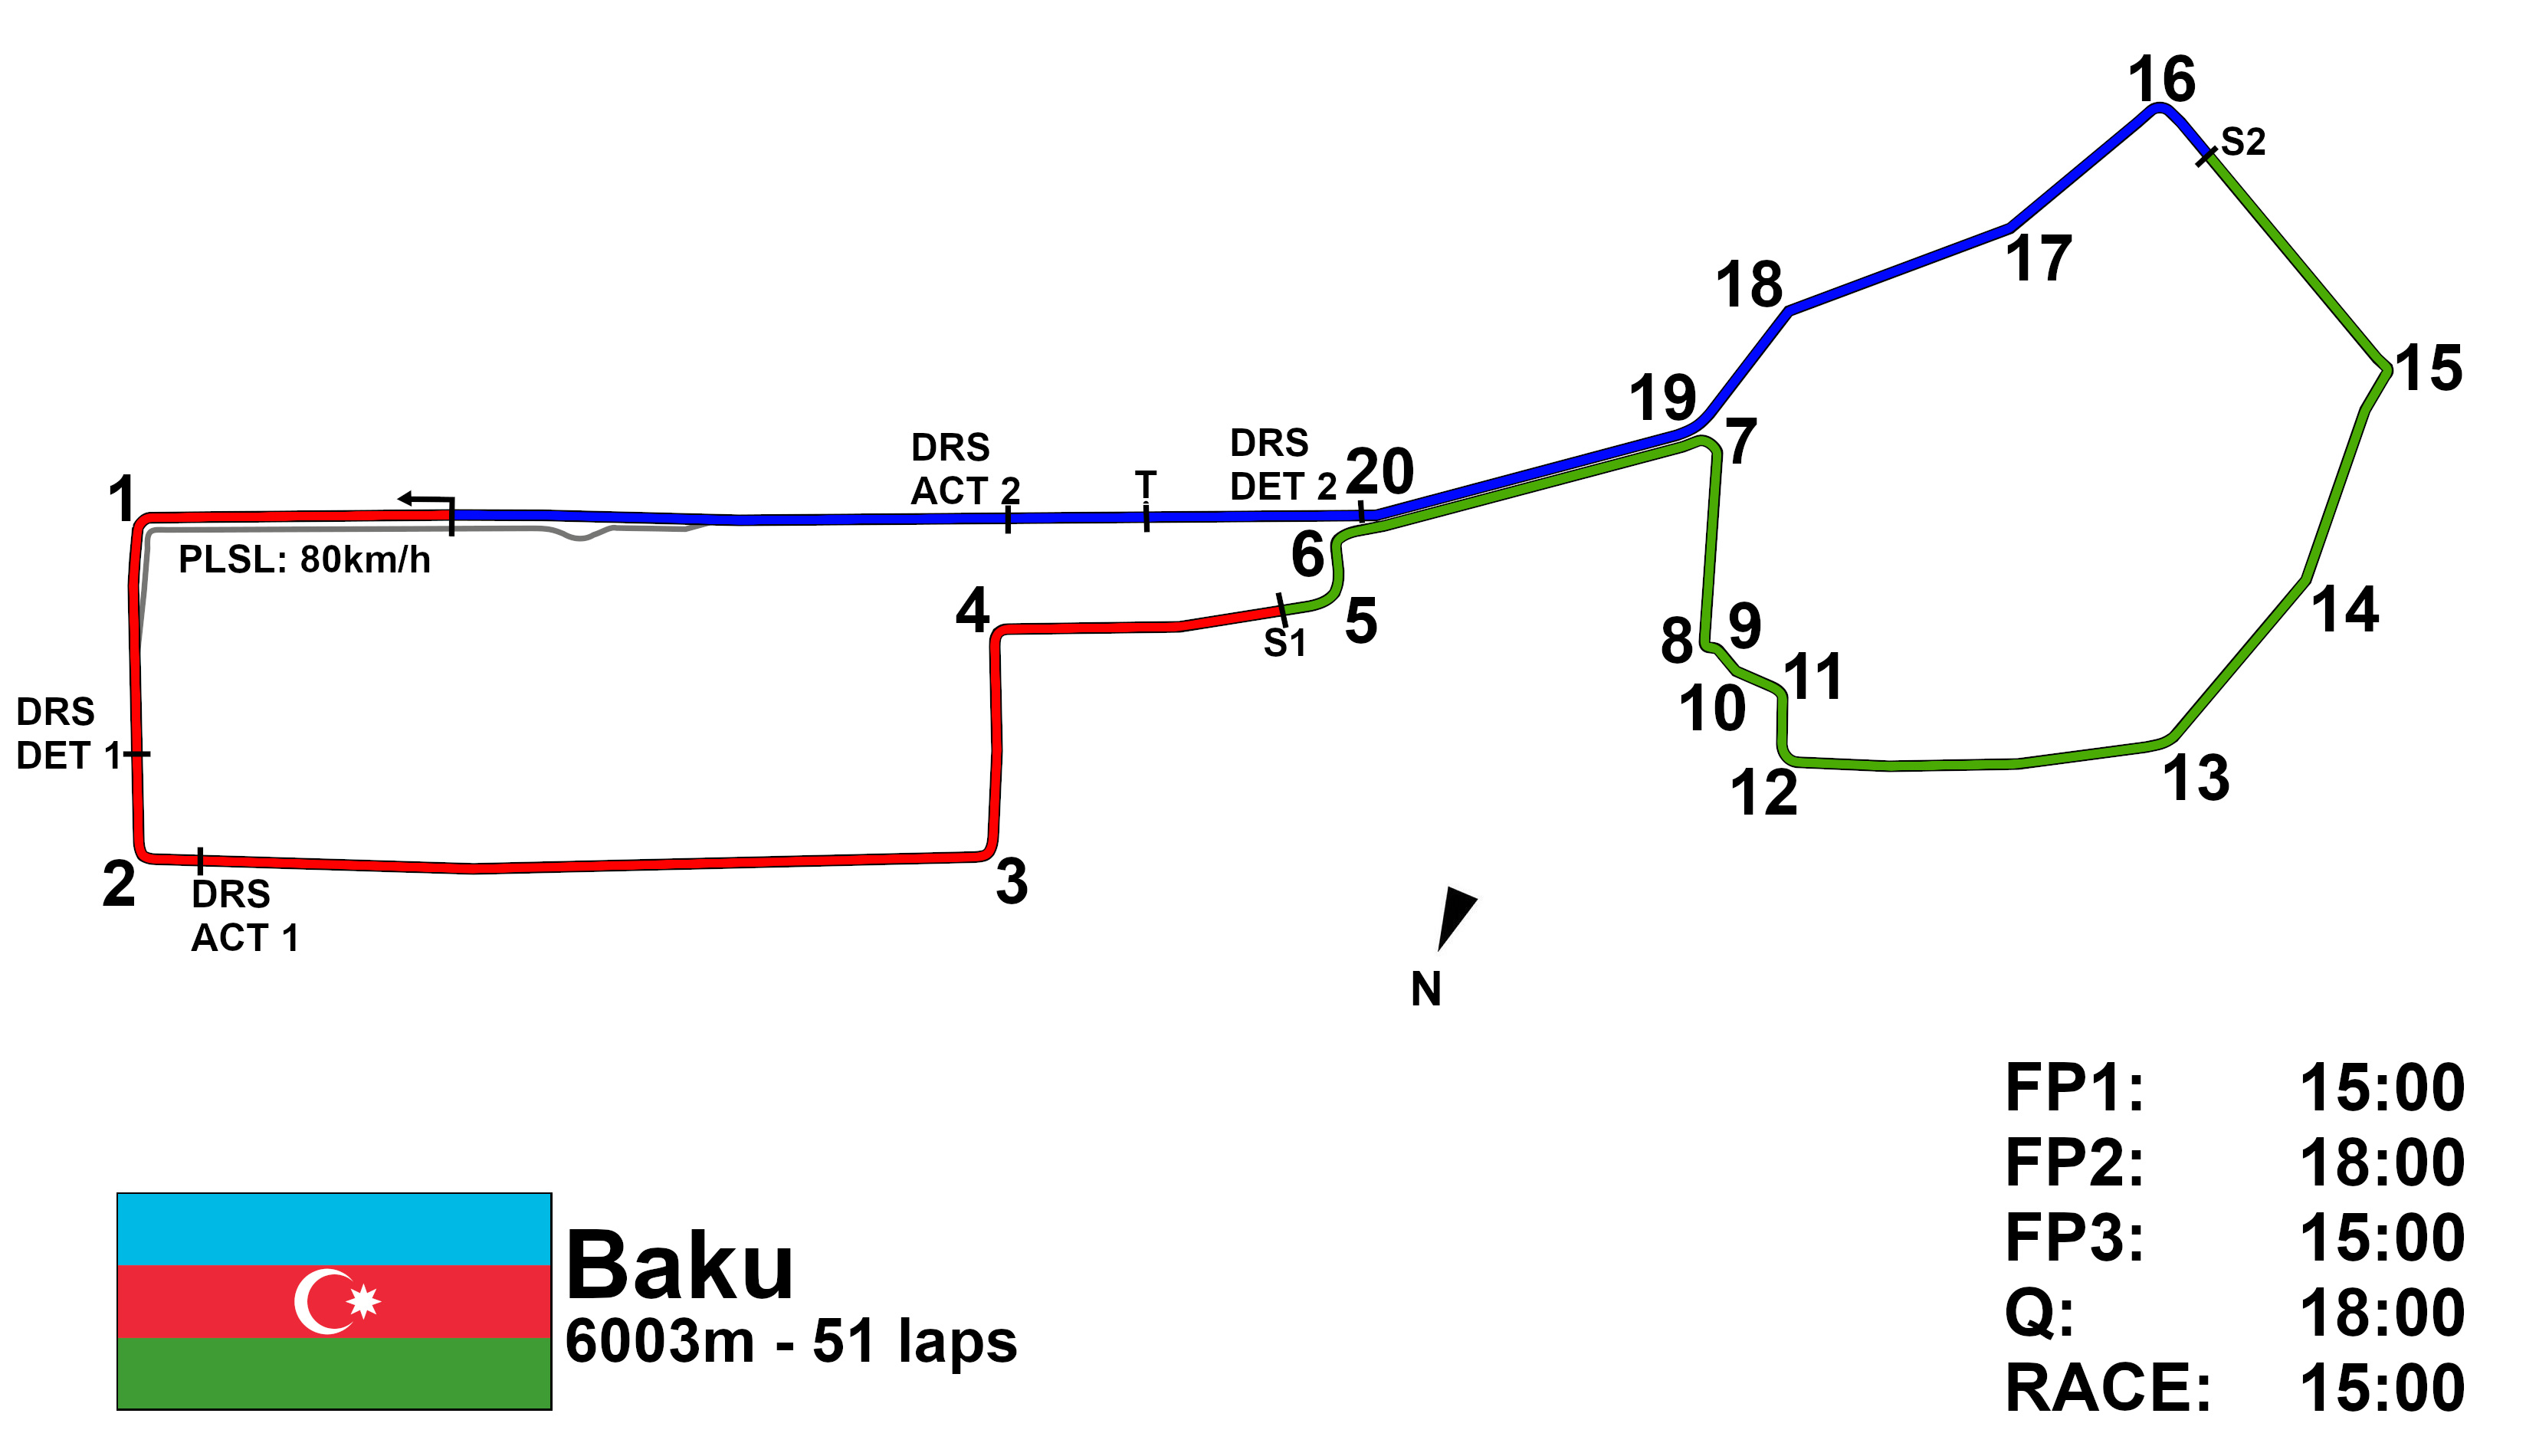 16
S2
17
18
15
19
7
DRS
ACT 2
T
DRS
DET 2
20
1
PLSL: 80km/h
6
4
5
S1
14
8
9
11
10
DRS
DET 1
13
12
2
3
DRS
ACT 1
N
FP1: 15:00
FP2: 18:00
FP3: 15:00
Q: 18:00
RACE: 15:00
Baku
6003m - 51 laps